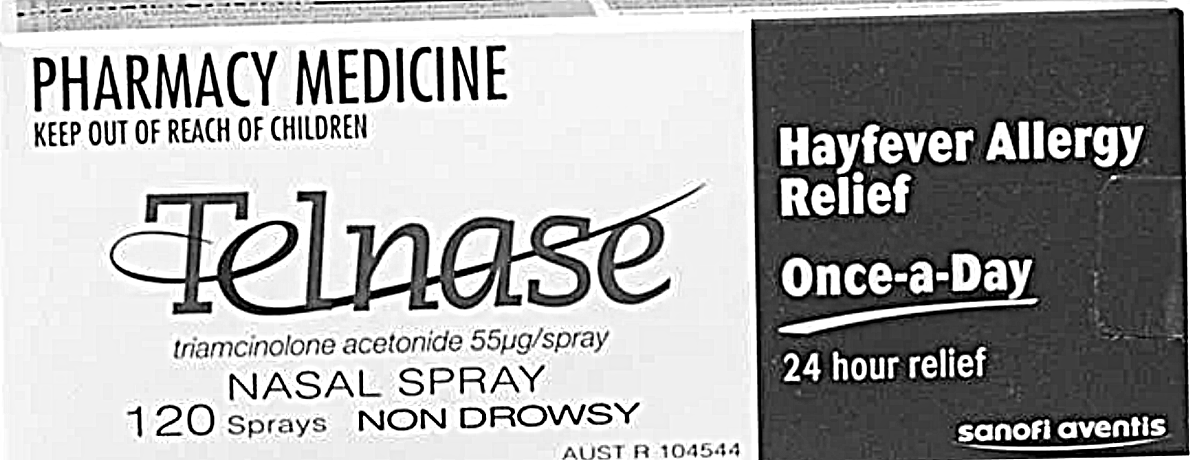 PHARMACY MEDICINE
KEEP OUT OF REACH OF CHILDREN
Telnase
triamcinolone acetonide 55µg/spray
NASAL SPRAY
120 Sprays NON DROWSY
AUST R 104544
Hayfever Allergy
Relief
Once-a-Day
24 hour relief
sanofi aventis